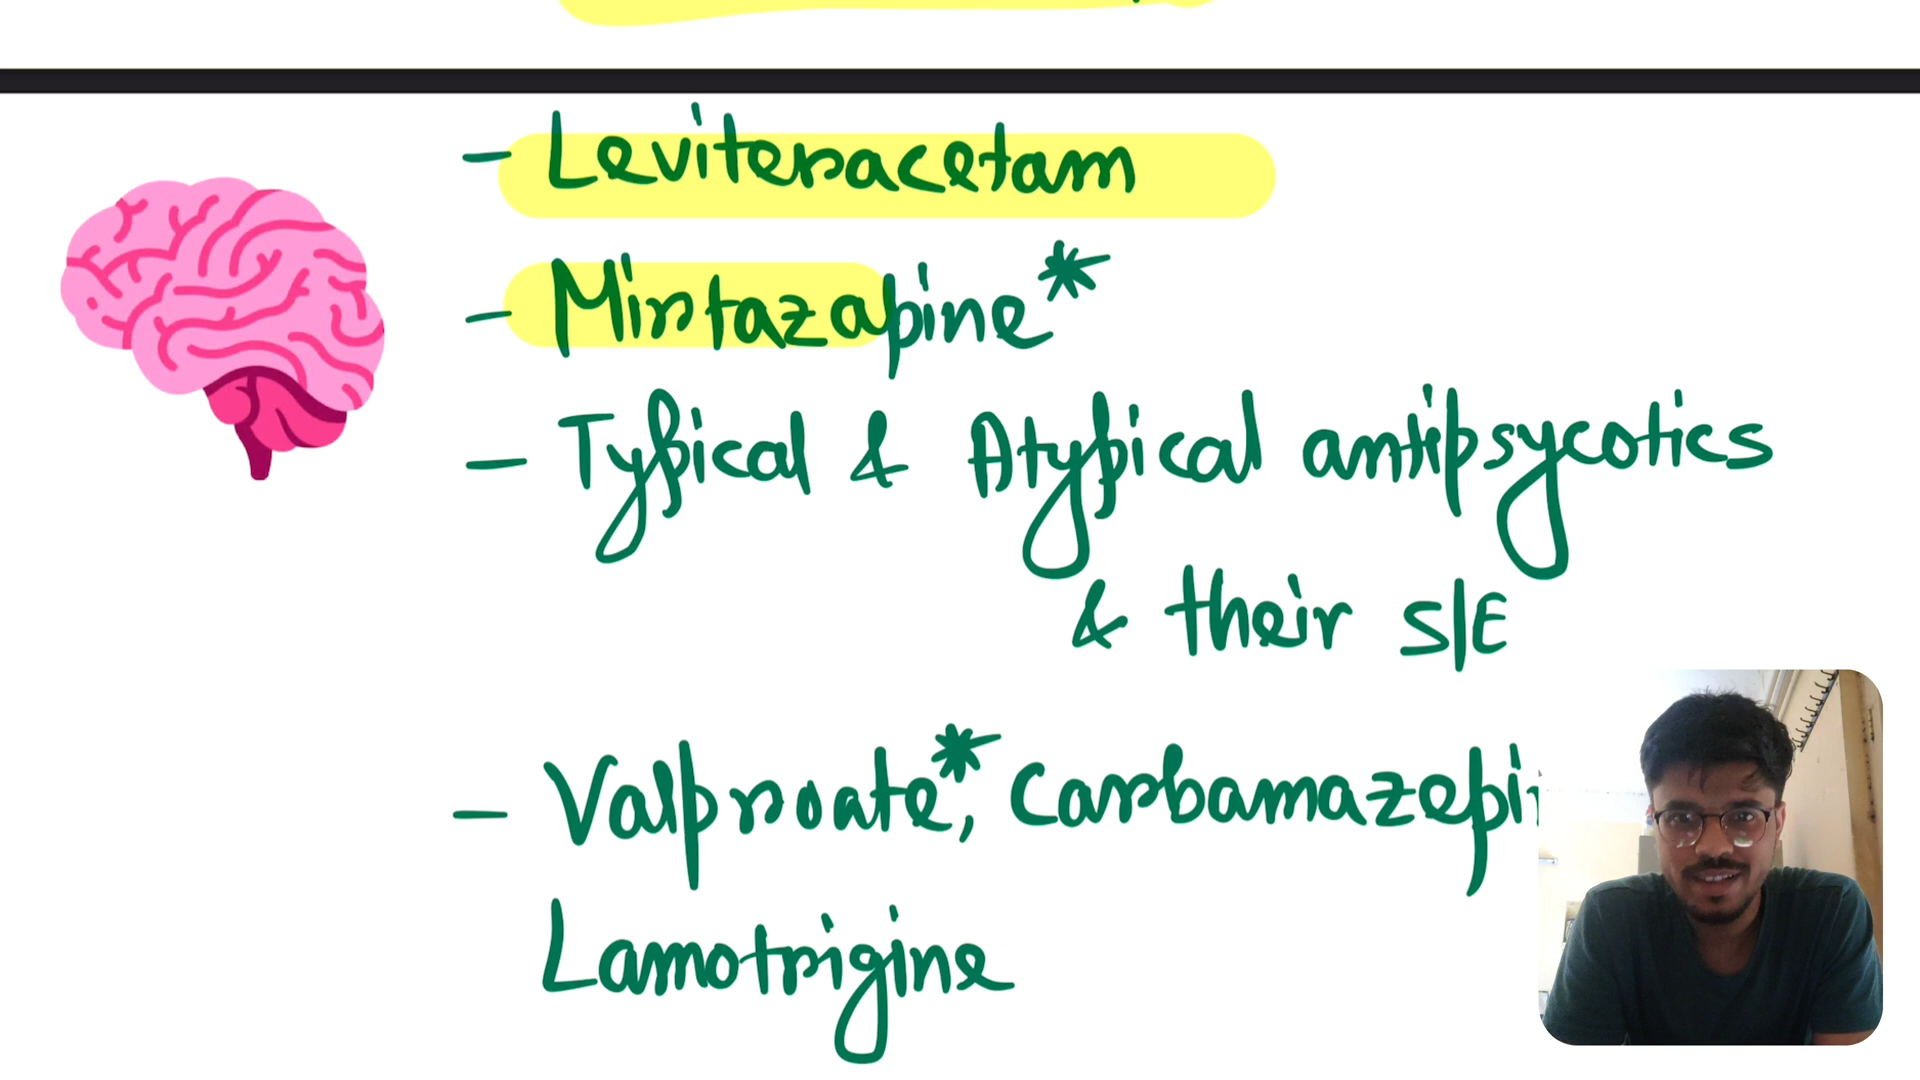 - Leviteracetam
- Mirtazapine*
- Typical & Atypical antipsycotics
& their S/E
- Valproate*, Carbamazepi
Lamotrigine